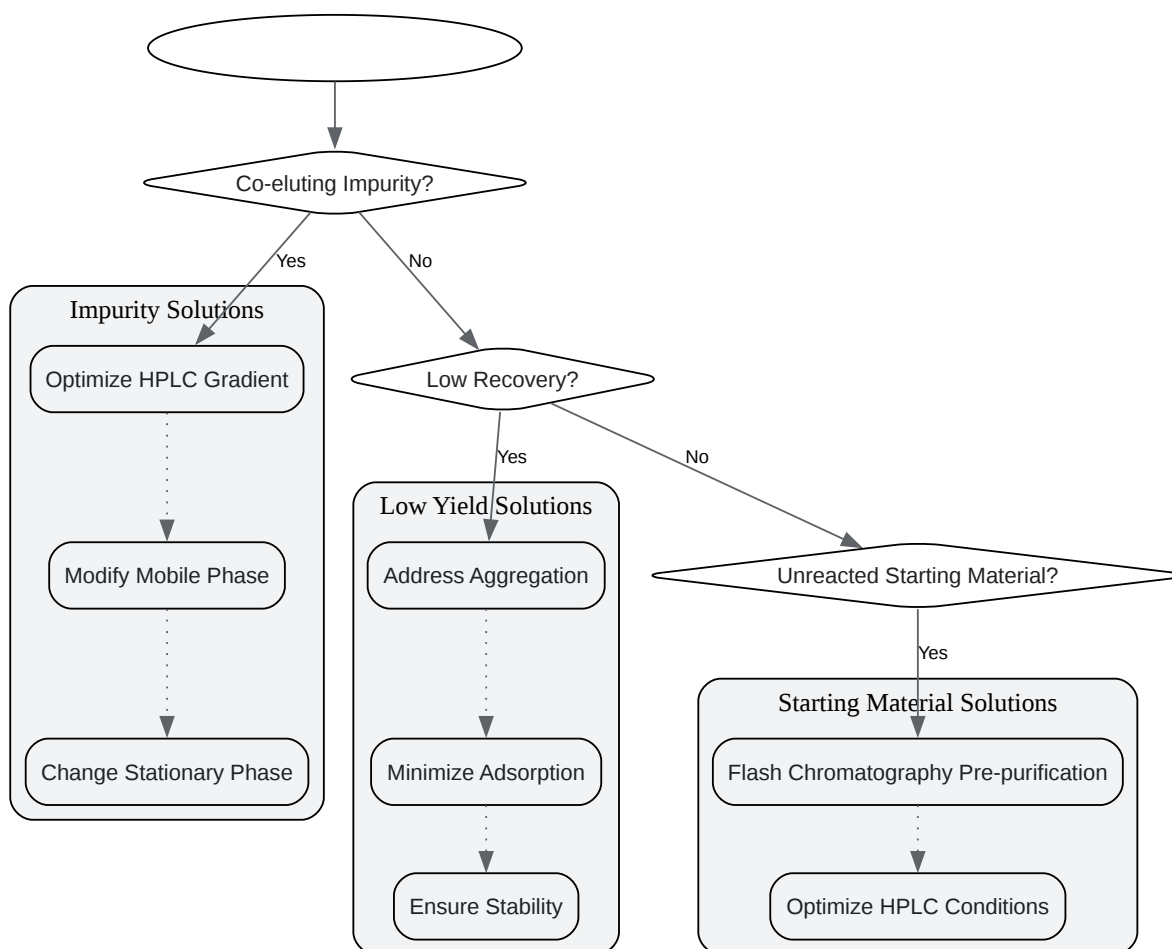 Co-eluting Impurity?
Yes
No
Impurity Solutions
Optimize HPLC Gradient
Modify Mobile Phase
Change Stationary Phase
Low Recovery?
Yes
No
Low Yield Solutions
Address Aggregation
Minimize Adsorption
Ensure Stability
Unreacted Starting Material?
Yes
Starting Material Solutions
Flash Chromatography Pre-purification
Optimize HPLC Conditions